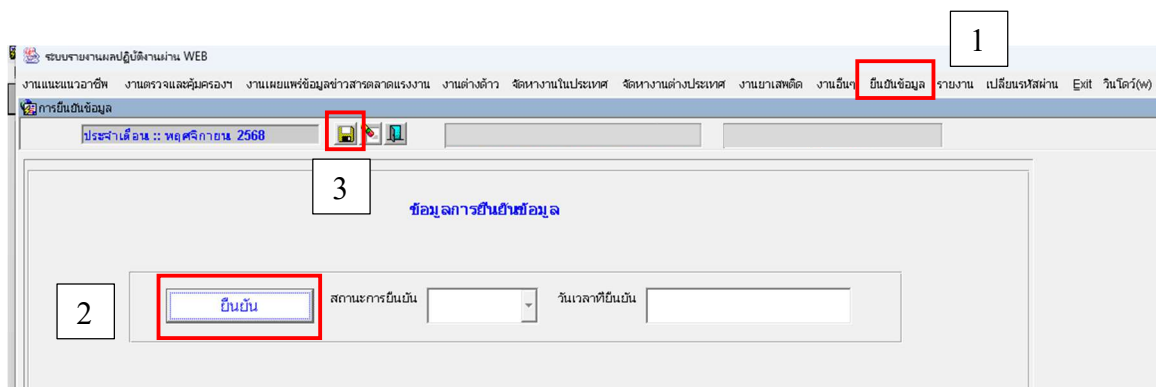 1
ระบบรายงานผลปฏิบัติงานผ่าน WEB
งานแนะแนวอาชีพ งานตรวจและคุ้มครองฯ งานเผยแพร่ข้อมูลข่าวสารตลาดแรงงาน งานต่างด้าว จัดหางานในประเทศ จัดหางานต่างประเทศ งานยาเสพติด งานอื่นๆ ยืนยันข้อมูล รายงาน เปลี่ยนรหัสผ่าน Exit วินโดว์(w)
การยืนยันข้อมูล
ประจำเดือน :: พฤศจิกายน 2568
3
ข้อมูลการยืนยันข้อมูล
2
ยืนยัน สถานะการยืนยัน วันเวลาที่ยืนยัน